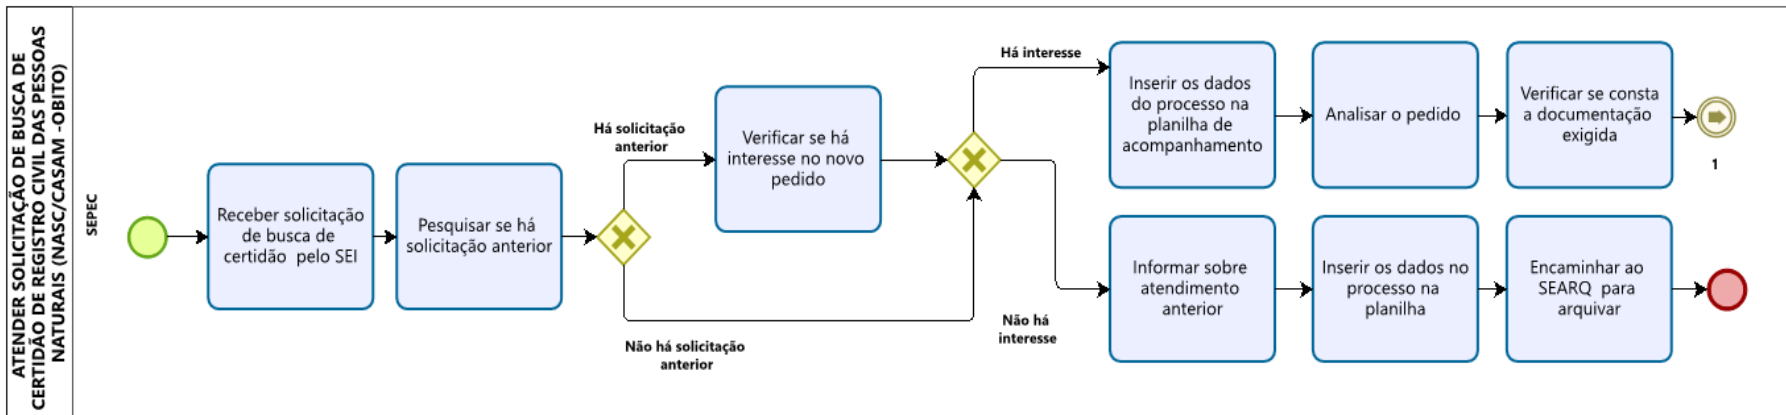 ATENDER SOLICITAÇÃO DE BUSCA DE
CERTIDÃO DE REGISTRO CIVIL DAS PESSOAS
NATURAIS (NASC/CASAM -OBITO)
SEPEC
Receber solicitação
de busca de
certidão pelo SEI
Pesquisar se há
solicitação anterior
Há solicitação
anterior
Não há solicitação
anterior
Verificar se há
interesse no novo
pedido
Há interesse
Não há
interesse
Inserir os dados
do processo na
planilha de
acompanhamento
Analisar o pedido
Verificar se consta
a documentação
exigida
1
Informar sobre
atendimento
anterior
Inserir os dados no
processo na
planilha
Encaminhar ao
SEARQ para
arquivar